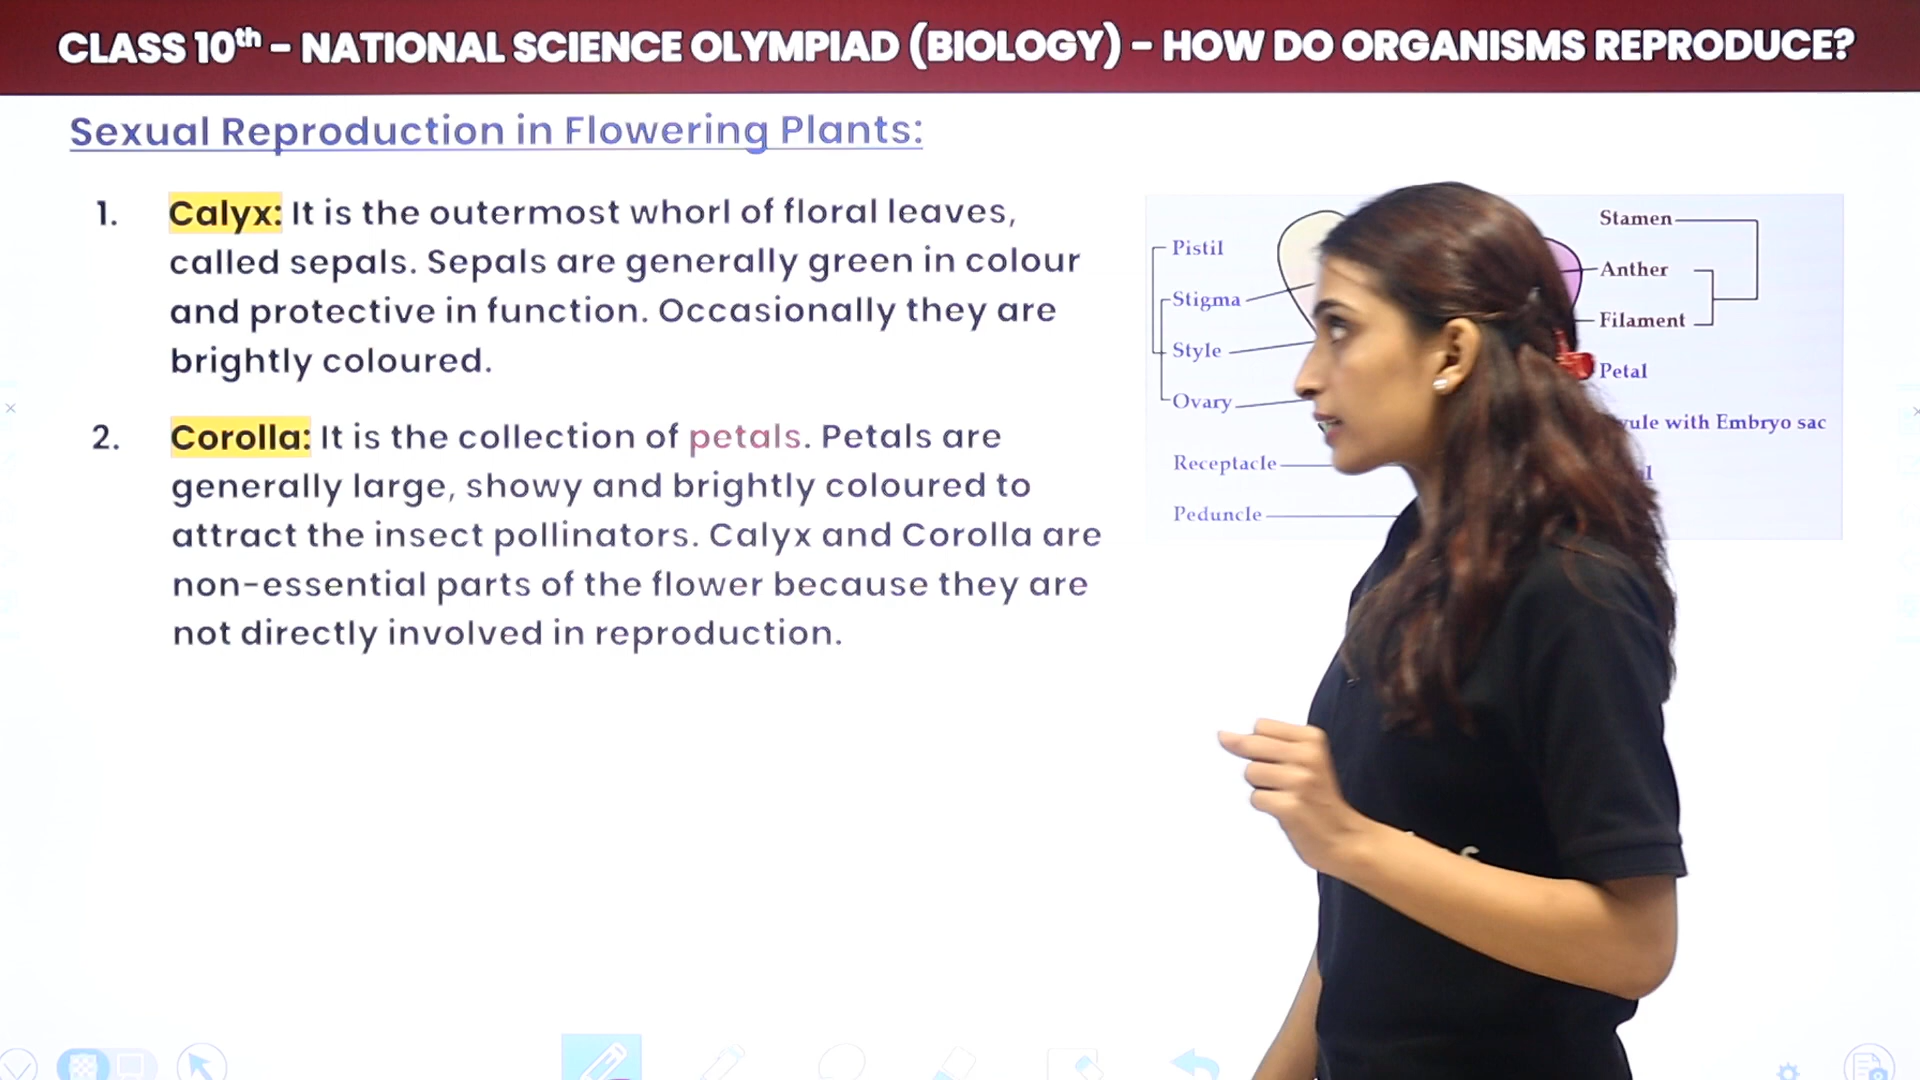 CLASS 10th – NATIONAL SCIENCE OLYMPIAD (BIOLOGY) – HOW DO ORGANISMS REPRODUCE?
Sexual Reproduction in Flowering Plants:
1. Calyx: It is the outermost whorl of floral leaves,
called sepals. Sepals are generally green in colour
and protective in function. Occasionally they are
brightly coloured.
2. Corolla: It is the collection of petals. Petals are
generally large, showy and brightly coloured to
attract the insect pollinators. Calyx and Corolla are
non-essential parts of the flower because they are
not directly involved in reproduction.
Pistil
Stigma
Style
Ovary
Receptacle
Peduncle
Stamen
Anther
Filament
Petal
with Embryo sac